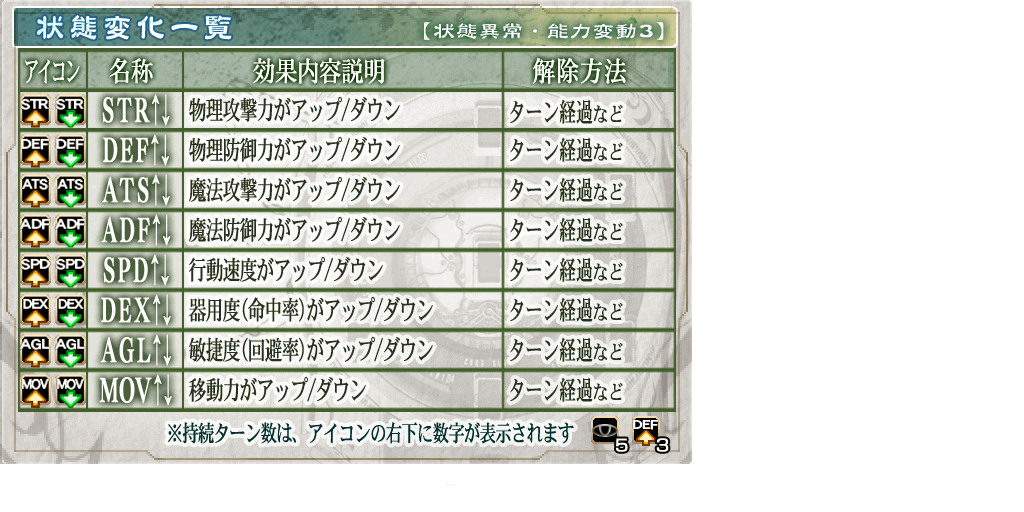 状態変化一覧 【状態異常・能力変動3】
アイコン 名称 効果内容説明 解除方法
STR STR STR↑↓ 物理攻撃力がアップ/ダウン ターン経過など
DEF DEF DEF↑↓ 物理防御力がアップ/ダウン ターン経過など
ATS ATS ATS↑↓ 魔法攻撃力がアップ/ダウン ターン経過など
ADF ADF ADF↑↓ 魔法防御力がアップ/ダウン ターン経過など
SPD SPD SPD↑↓ 行動速度がアップ/ダウン ターン経過など
DEX DEX DEX↑↓ 器用度(命中率)がアップ/ダウン ターン経過など
AGL AGL AGL↑↓ 敏捷度(回避率)がアップ/ダウン ターン経過など
MOV MOV MOV↑↓ 移動力がアップ/ダウン ターン経過など
※持続ターン数は、アイコンの右下に数字が表示されます 5 DEF 3